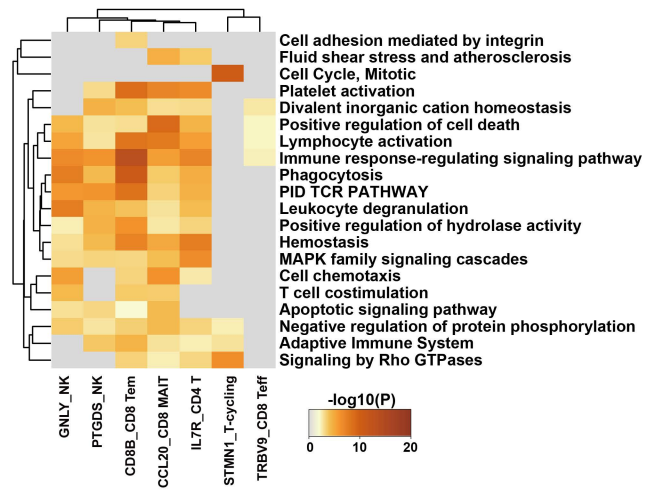 Cell adhesion mediated by integrin
Fluid shear stress and atherosclerosis
Cell Cycle, Mitotic
Platelet activation
Divalent inorganic cation homeostasis
Positive regulation of cell death
Lymphocyte activation
Immune response-regulating signaling pathway
Phagocytosis
PID TCR PATHWAY
Leukocyte degranulation
Positive regulation of hydrolase activity
Hemostasis
MAPK family signaling cascades
Cell chemotaxis
T cell costimulation
Apoptotic signaling pathway
Negative regulation of protein phosphorylation
Adaptive Immune System
Signaling by Rho GTPases
GNLY_NK
PTGDS_NK
CD8B_CD8 Tem
CCL20_CD8 MAIT
IL7R_CD4 T
STMN1_T-cycling
TRBV9_CD8 Teff
-log10(P)
0 10 20